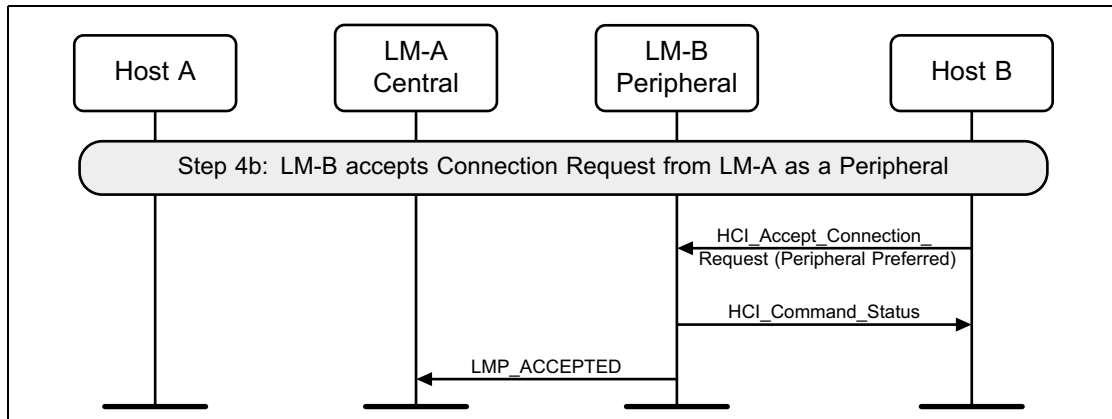 Host A
LM-A
Central
LM-B
Peripheral
Host B
Step 4b: LM-B accepts Connection Request from LM-A as a Peripheral
HCI_Accept_Connection_
Request (Peripheral Preferred)
HCI_Command_Status
LMP_ACCEPTED